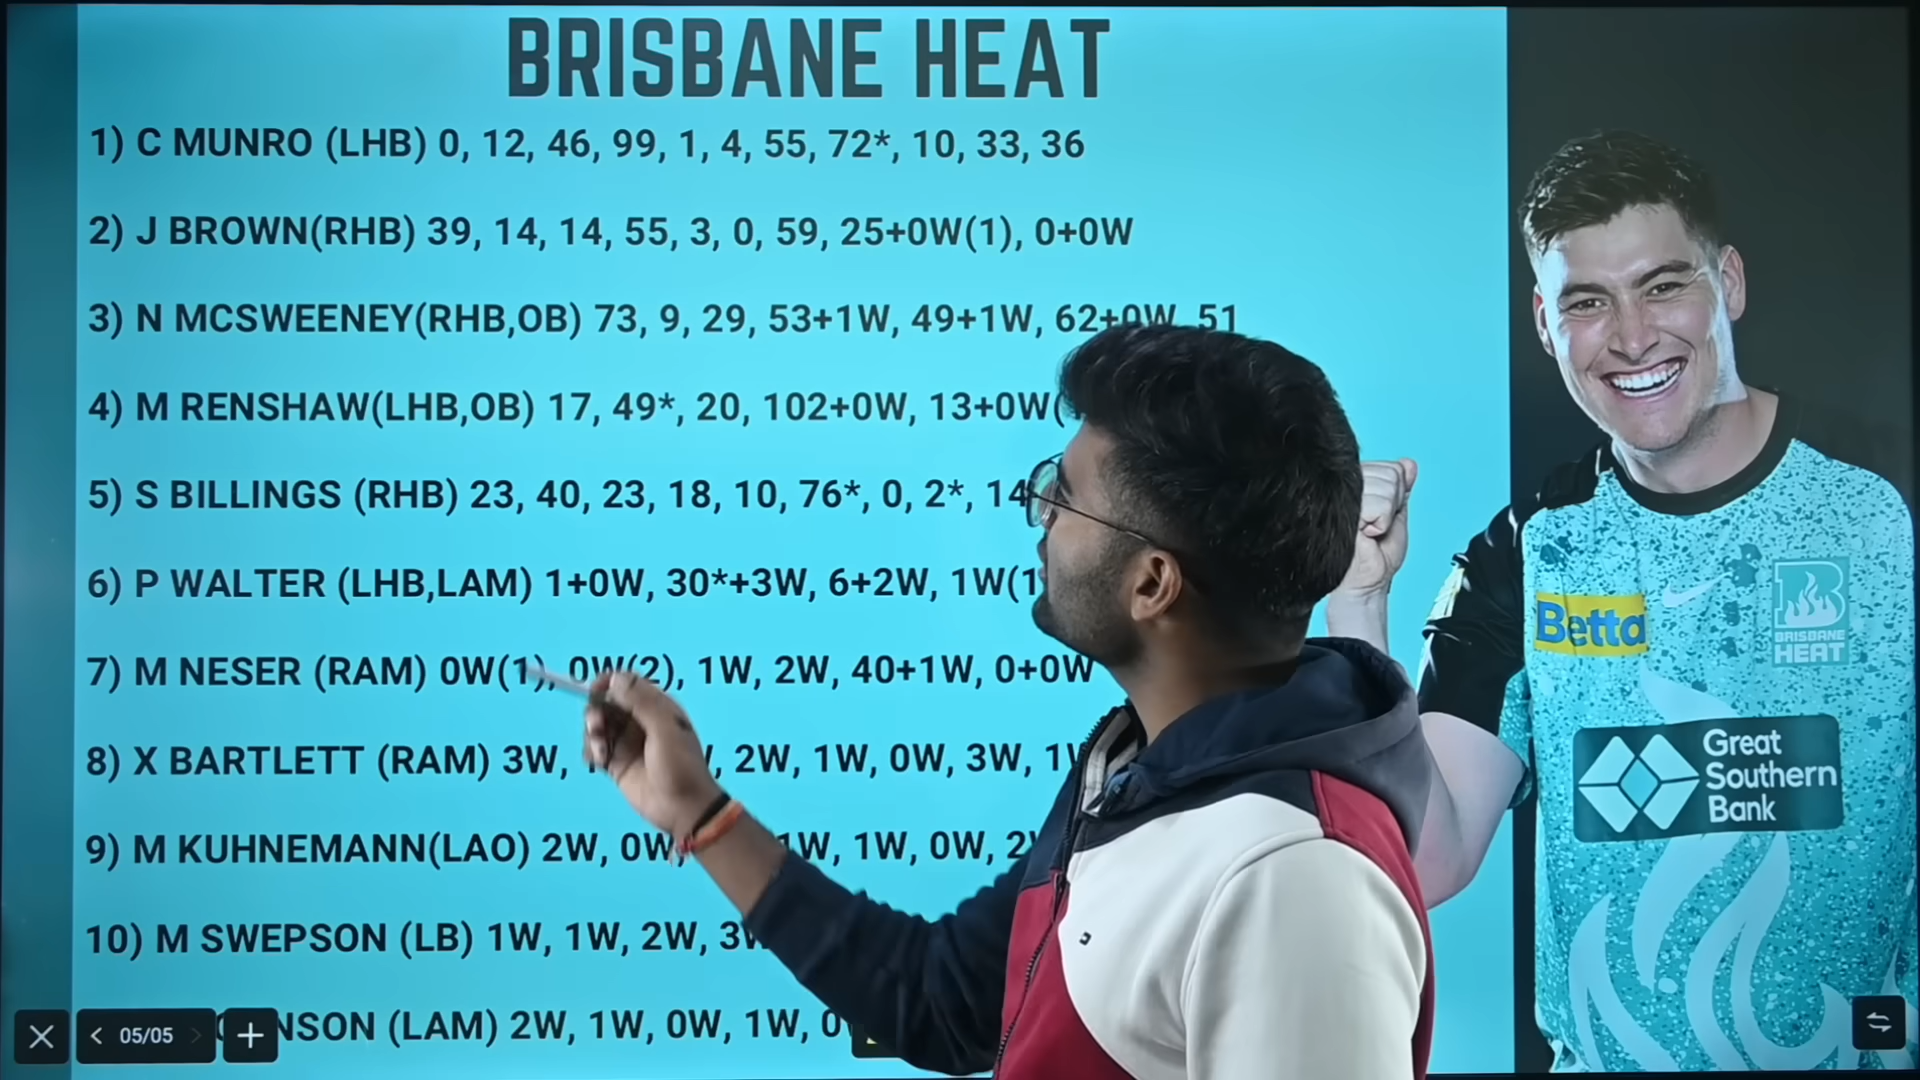 BRISBANE HEAT
1) C MUNRO (LHB) 0, 12, 46, 99, 1, 4, 55, 72*, 10, 33, 36
2) J BROWN(RHB) 39, 14, 14, 55, 3, 0, 59, 25+0W(1), 0+0W
3) N MCSWEENEY(RHB,OB) 73, 9, 29, 53+1W, 49+1W, 62+0W, 51
4) M RENSHAW(LHB,OB) 17, 49*, 20, 102+0W, 13+0W(
5) S BILLINGS (RHB) 23, 40, 23, 18, 10, 76*, 0, 2*, 14
6) P WALTER (LHB,LAM) 1+0W, 30*+3W, 6+2W, 1W(1
7) M NESER (RAM) 0W(1), 0W(2), 1W, 2W, 40+1W, 0+0W
8) X BARTLETT (RAM) 3W, 2W, 1W, 0W, 3W,
9) M KUHNEMANN(LAO) 2W, 0W, 1W, 1W, 0W,
10) M SWEPSON (LB) 1W, 1W, 2W,
NSON (LAM) 2W, 1W, 0W, 1W,
05/05
Betta
BRISBANE
HEAT
Great
Southern
Bank